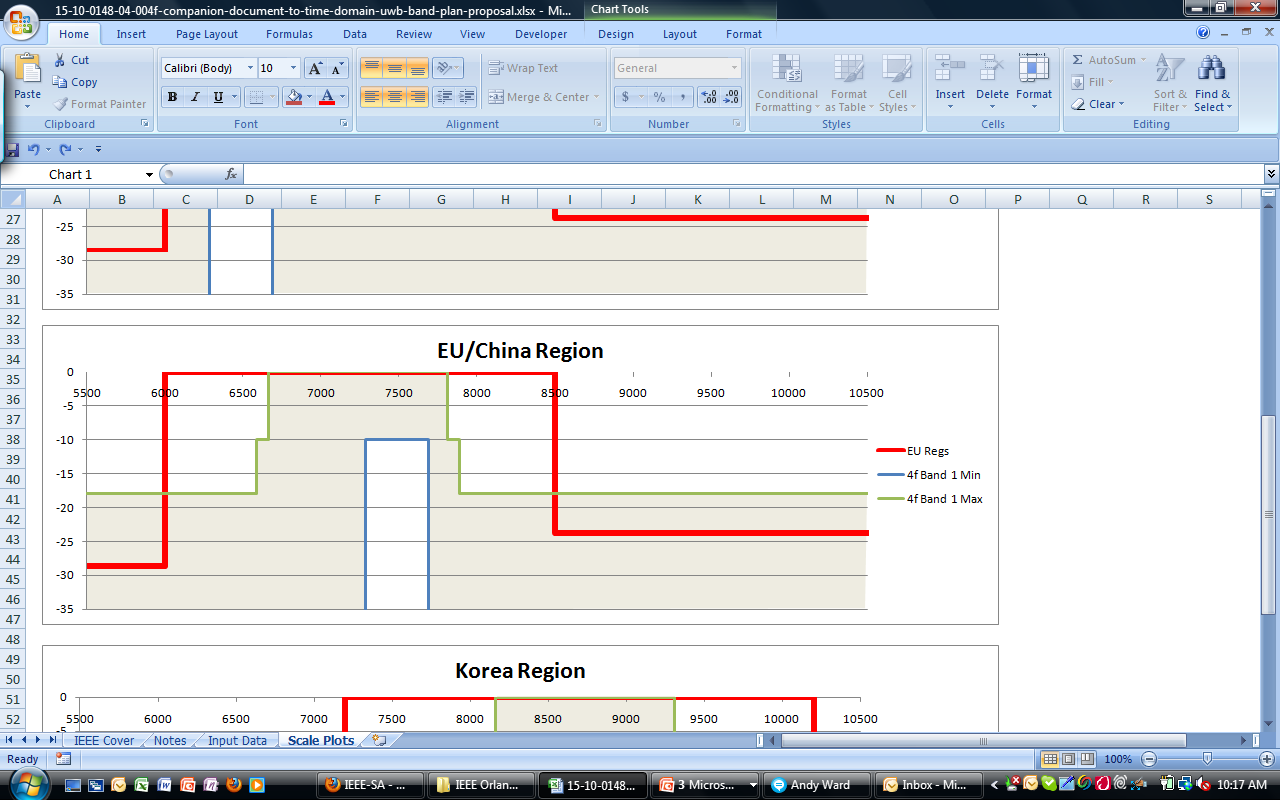 15-10-0148-04-004f-companion-document-to-time-domain-uwb-band-plan-proposal.xlsx - Mi...
Chart Tools
Home Insert Page Layout Formulas Data Review View Developer Design Layout Format
Paste
Cut
Copy
Format Painter
Clipboard
Calibri (Body) 10
B I U
Font
Wrap Text
Merge & Center
Alignment
General
$ % ,
Number
Conditional Formatting
Format as Table
Cell Styles
Styles
Insert Delete Format
Cells
AutoSum
Fill
Clear
Sort & Filter
Find & Select
Editing
Chart 1
fx
A B C D E F G H I J K L M N O P Q R S
27
28
29
30
31
32
33
34
35
36
37
38
39
40
41
42
43
44
45
46
47
48
49
50
51
52
-25
-30
-35
EU/China Region
0
5500 6000 6500 7000 7500 8000 8500 9000 9500 10000 10500
-5
-10
-15
-20
-25
-30
-35
EU Regs
4f Band 1 Min
4f Band 1 Max
Korea Region
0
5500 6000 6500 7000 7500 8000 8500 9000 9500 10000 10500
-5
IEEE Cover Notes Input Data Scale Plots
Ready
100%
IEEE-SA - ...
IEEE Orlan...
15-10-0148...
3 Micros...
Andy Ward
Inbox - Mi...
10:17 AM